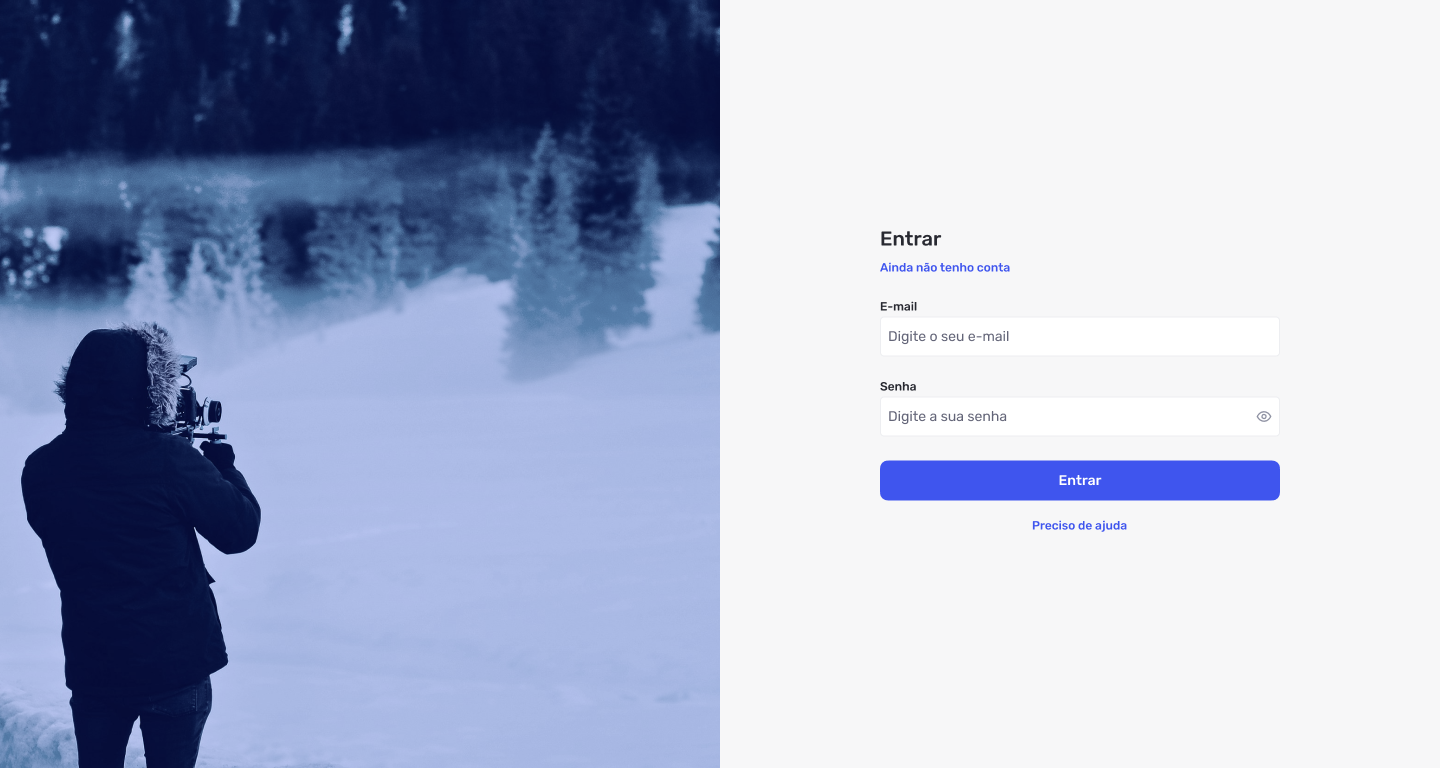 Entrar
Ainda não tenho conta
E-mail
Digite o seu e-mail
Senha
Digite a sua senha
Entrar
Preciso de ajuda